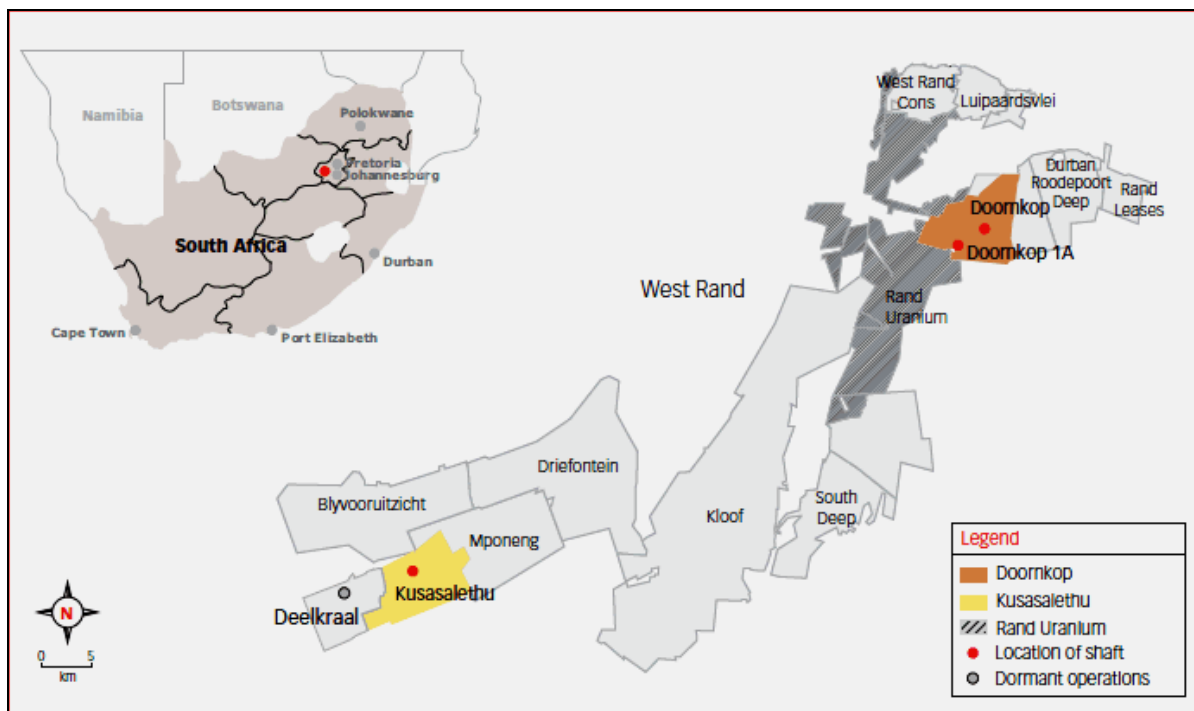 Namibia
Botswana
Polokwane
Pretoria
Johannesburg
South Africa
Durban
Cape Town
Port Elizabeth
West Rand
Cons
Luipaardsvlei
Durban
Roodepoort
Deep
Rand
Leases
Doornkop
Doornkop 1A
West Rand
Rand
Uranium
Driefontein
Blyvooruitzicht
Mponeng
Kloof
South
Deep
Kusasalethu
Deelkraal
N
0 5
km
Legend
Doornkop
Kusasalethu
Rand Uranium
Location of shaft
Dormant operations